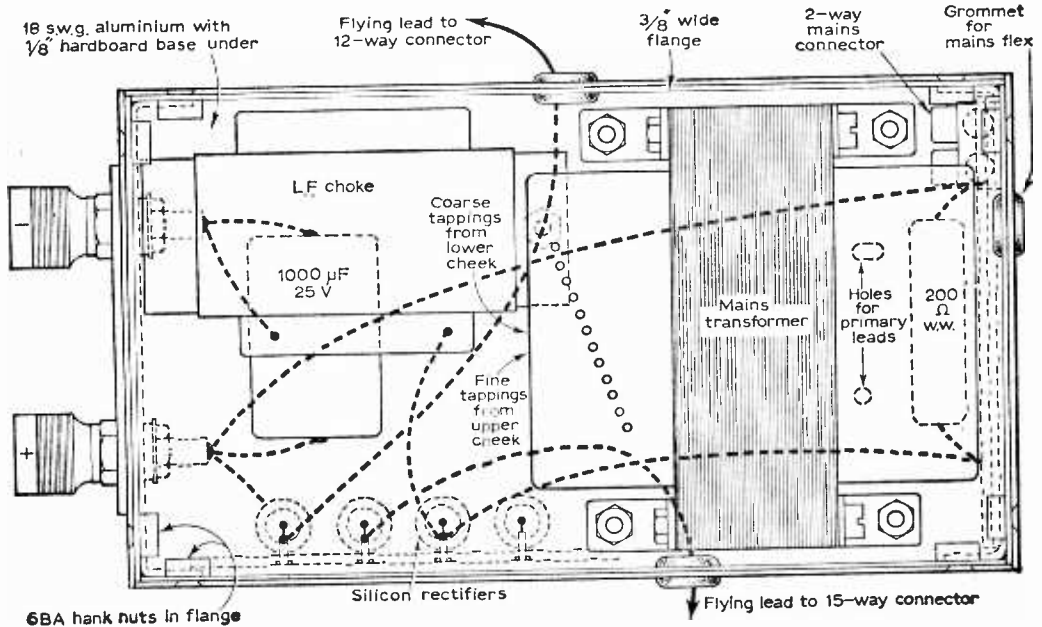 18 s.w.g. aluminium with
1/8" hardboard base under
Flying lead to
12-way connector
3/8" wide
flange
2-way
mains
connector
Grommet
for
mains flex
LF choke
Coarse
tappings
from
lower
cheek
-
1000 µF
25 V
Mains
transformer
Holes
for
primary
leads
200
Ω
w.w.
Fine
tappings
from
upper
cheek
+
Silicon rectifiers
6BA hank nuts in flange
Flying lead to 15-way connector